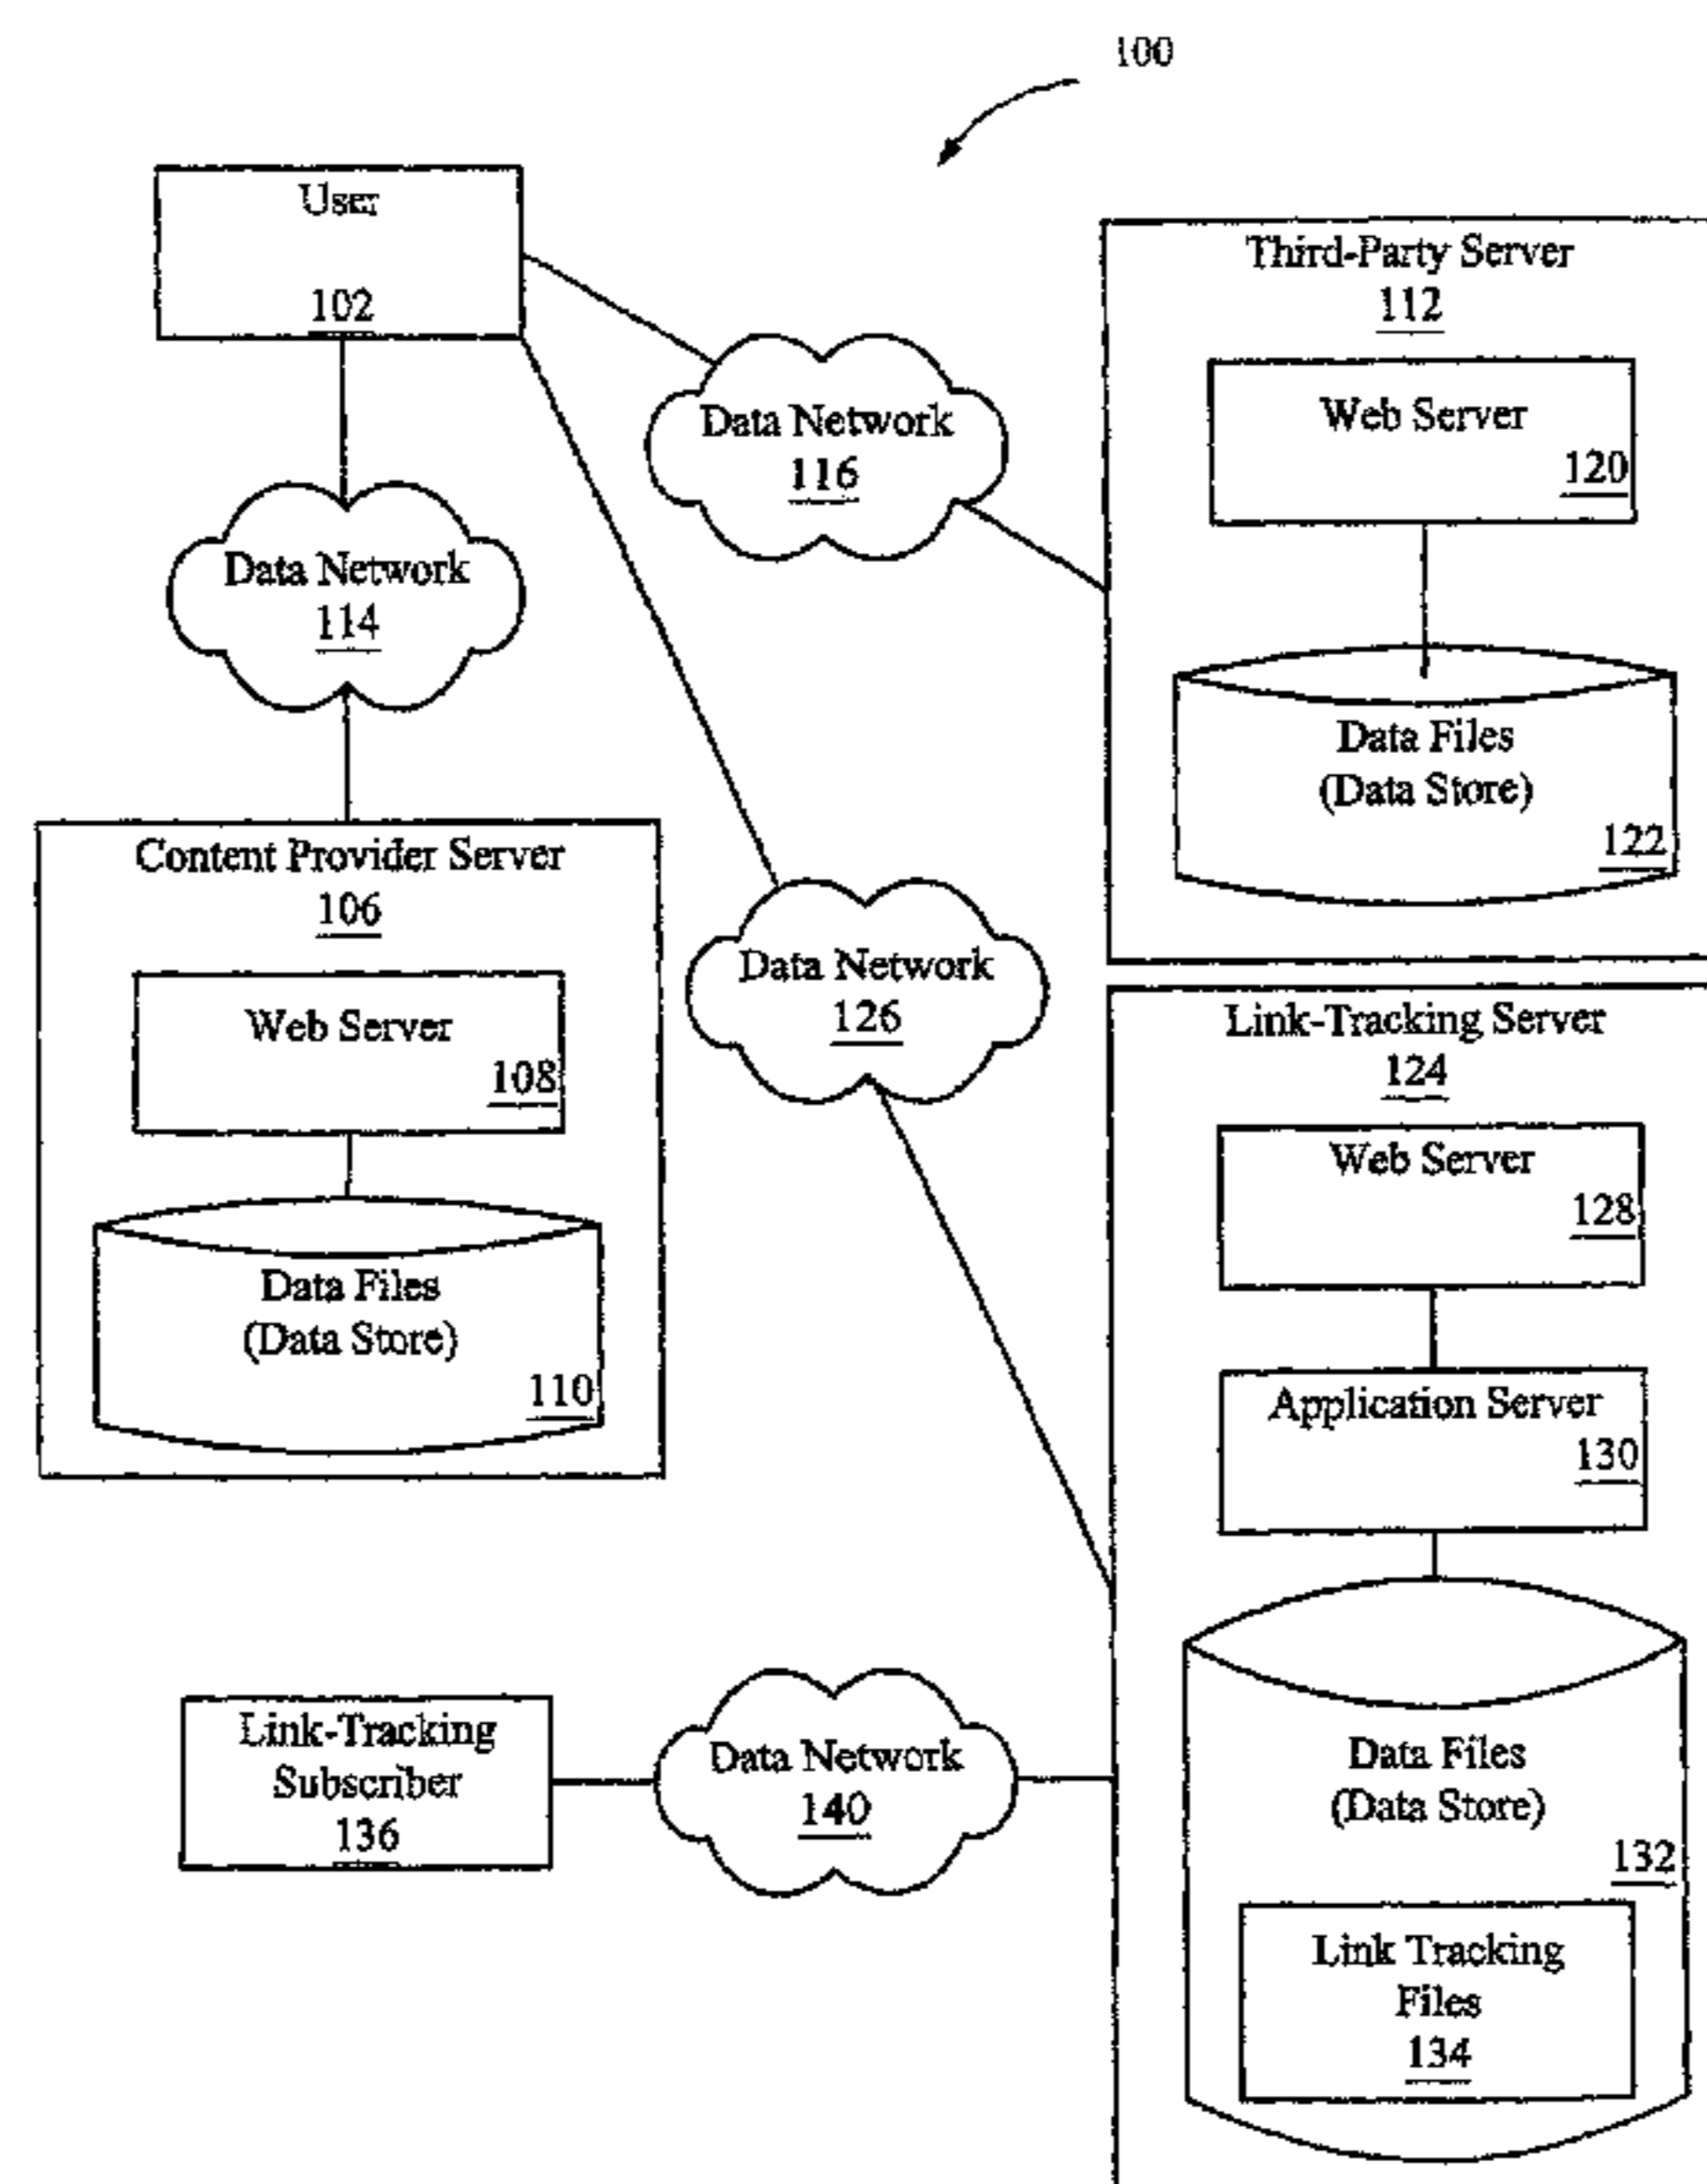 100
User
102
Third-Party Server
112
Web Server
120
Data Network
116
Data Network
114
Data Files
(Data Store)
122
Content Provider Server
106
Web Server
108
Data Files
(Data Store)
110
Data Network
126
Link-Tracking Server
124
Web Server
128
Application Server
130
Data Files
(Data Store)
132
Link Tracking
Files
134
Link-Tracking
Subscriber
136
Data Network
140